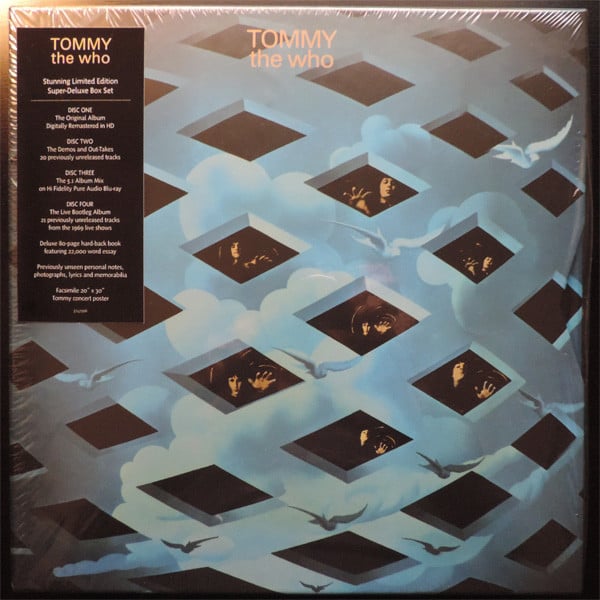 TOMMY
the who
Stunning Limited Edition
Super-Deluxe Box Set
DISC ONE
The Original Album
Digitally Remastered in HD
DISC TWO
The Demos and Out-Takes
20 previously unreleased tracks
DISC THREE
The 5.1 Album Mix
on Hi Fidelity Pure Audio Blu-ray
DISC FOUR
The Live Bootleg Album
21 previously unreleased tracks
from the 1969 live shows
Deluxe 80-page hard-back book
featuring 22,000 word essay
Previously unseen personal notes,
photographs, lyrics and memorabilia
Facsimile 20" x 30"
Tommy concert poster
TOMMY
the who